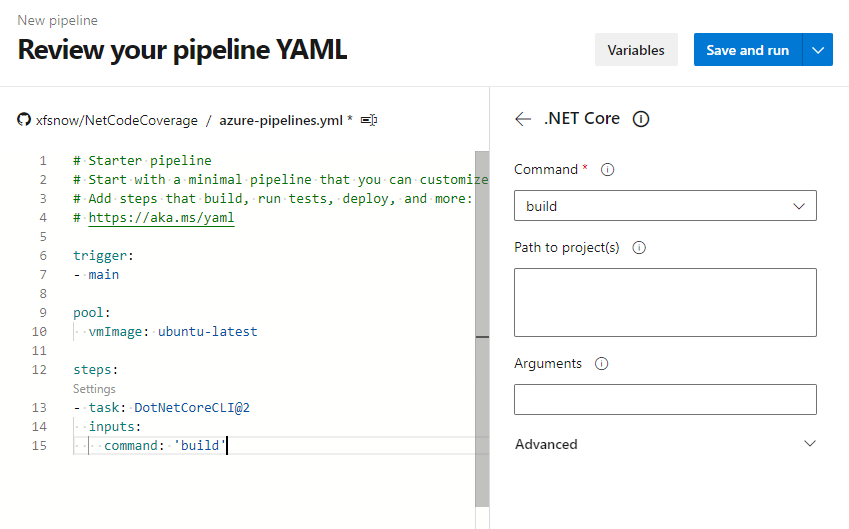 New pipeline
Review your pipeline YAML
Variables
Save and run
xfsnow/NetCodeCoverage / azure-pipelines.yml *
1 # Starter pipeline
2 # Start with a minimal pipeline that you can customize
3 # Add steps that build, run tests, deploy, and more:
4 # https://aka.ms/yaml
5
6 trigger:
7 - main
8
9 pool:
10   vmImage: ubuntu-latest
11
12 steps:
Settings
13 - task: DotNetCoreCLI@2
14   inputs:
15     command: 'build'
.NET Core
Command *
build
Path to project(s)
Arguments
Advanced